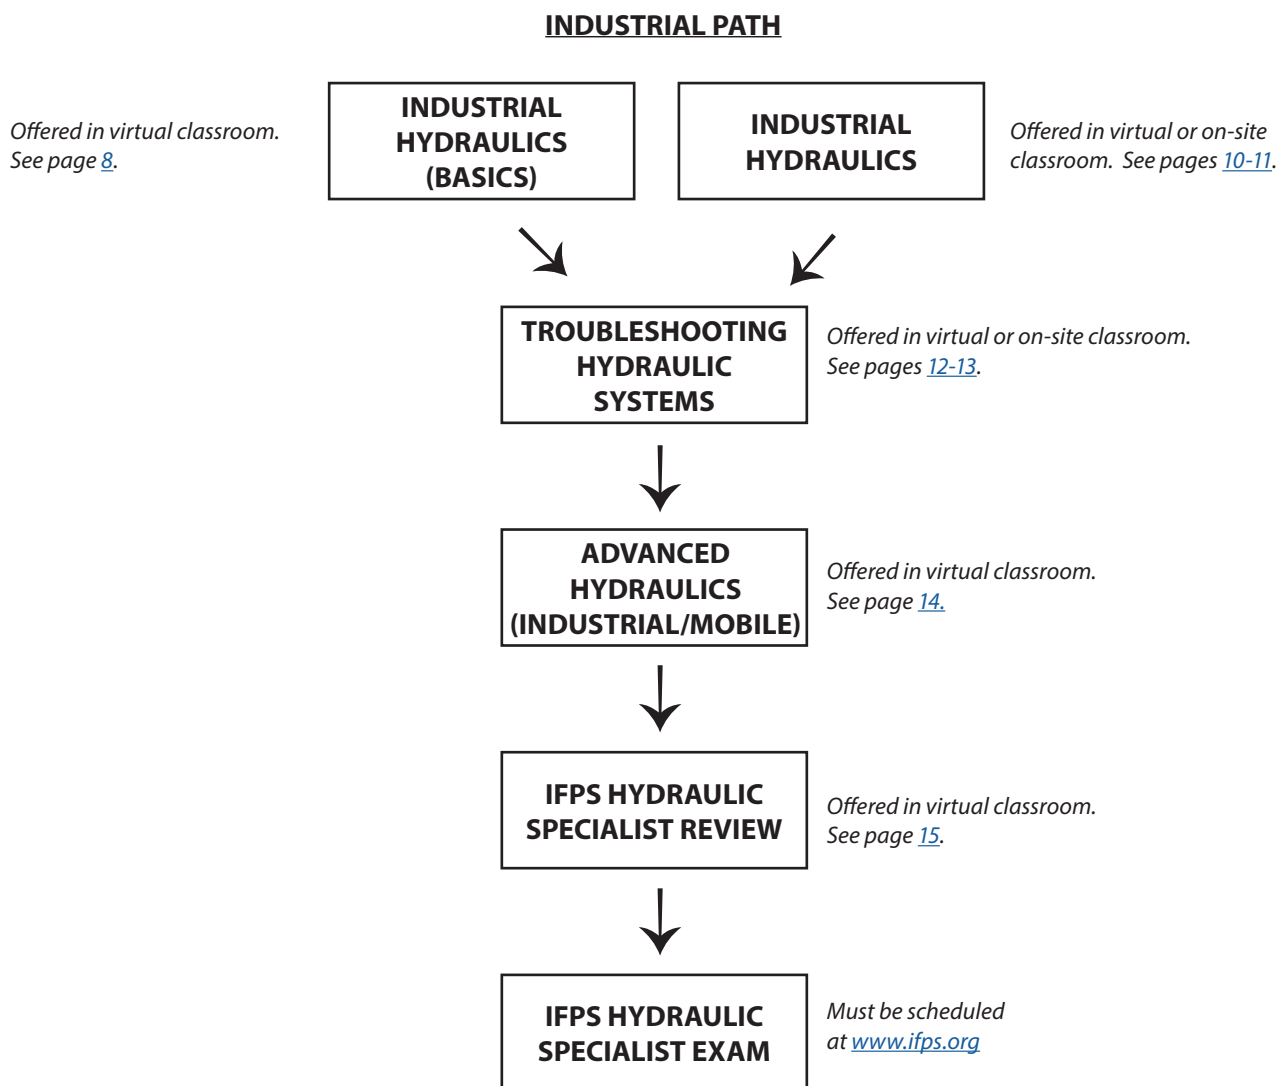 INDUSTRIAL PATH
Offered in virtual classroom.
See page 8.
INDUSTRIAL
HYDRAULICS
(BASICS)
INDUSTRIAL
HYDRAULICS
Offered in virtual or on-site
classroom.  See pages 10-11.
TROUBLESHOOTING
HYDRAULIC
SYSTEMS
Offered in virtual or on-site classroom.
See pages 12-13.
ADVANCED
HYDRAULICS
(INDUSTRIAL/MOBILE)
Offered in virtual classroom.
See page 14.
IFPS HYDRAULIC
SPECIALIST REVIEW
Offered in virtual classroom.
See page 15.
IFPS HYDRAULIC
SPECIALIST EXAM
Must be scheduled
at www.ifps.org